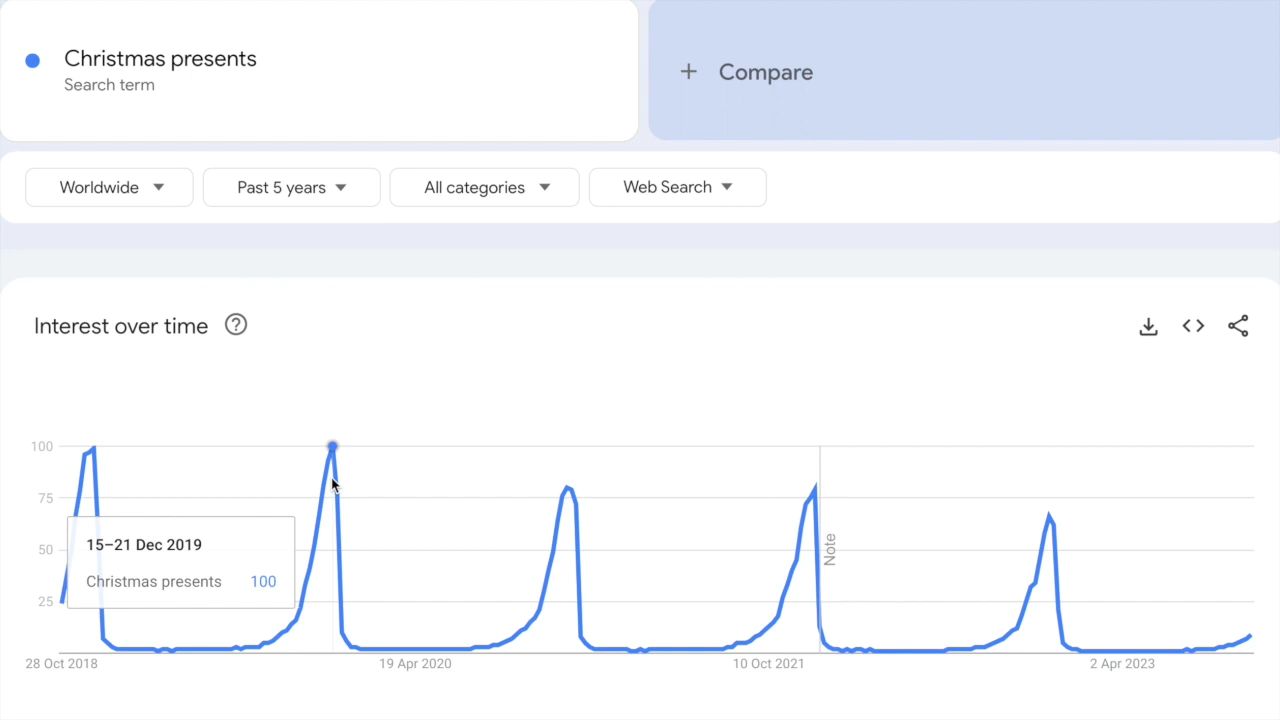 Christmas presents
Search term
+ Compare
Worldwide
Past 5 years
All categories
Web Search
Interest over time
100
75
50
25
15–21 Dec 2019
Christmas presents 100
Note
28 Oct 2018
19 Apr 2020
10 Oct 2021
2 Apr 2023